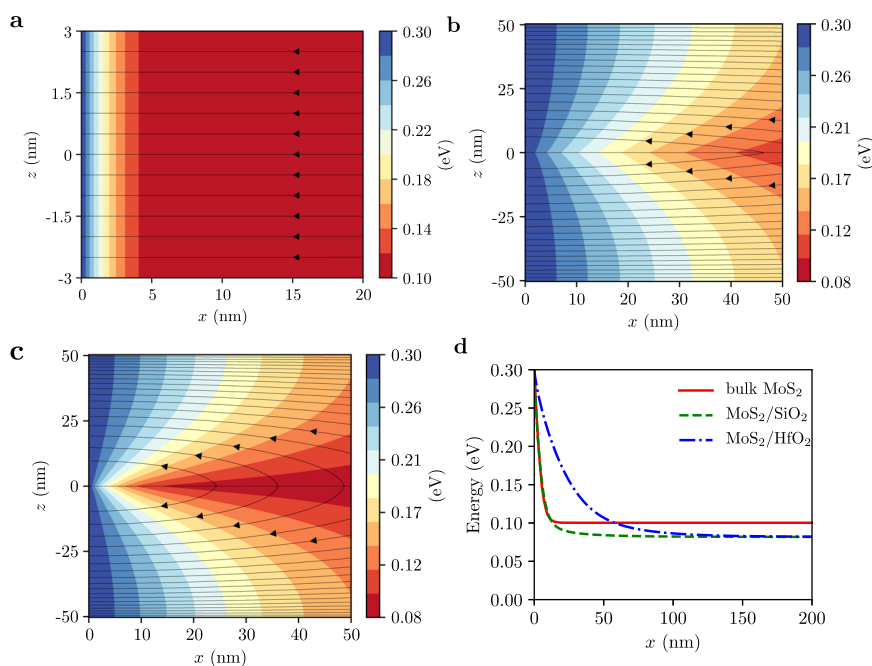 a
3
1.5
0
-1.5
-3
z (nm)
0 5 10 15 20
x (nm)
0.30
0.26
0.22
0.18
0.14
0.10
(eV)
b
50
25
0
-25
-50
z (nm)
0 10 20 30 40 50
x (nm)
0.30
0.26
0.21
0.17
0.12
0.08
(eV)
c
50
25
0
-25
-50
z (nm)
0 10 20 30 40 50
x (nm)
0.30
0.26
0.21
0.17
0.12
0.08
(eV)
d
0.30
0.25
0.20
0.15
0.10
0.05
0.00
Energy (eV)
bulk MoS₂
MoS₂/SiO₂
MoS₂/HfO₂
0 50 100 150 200
x (nm)